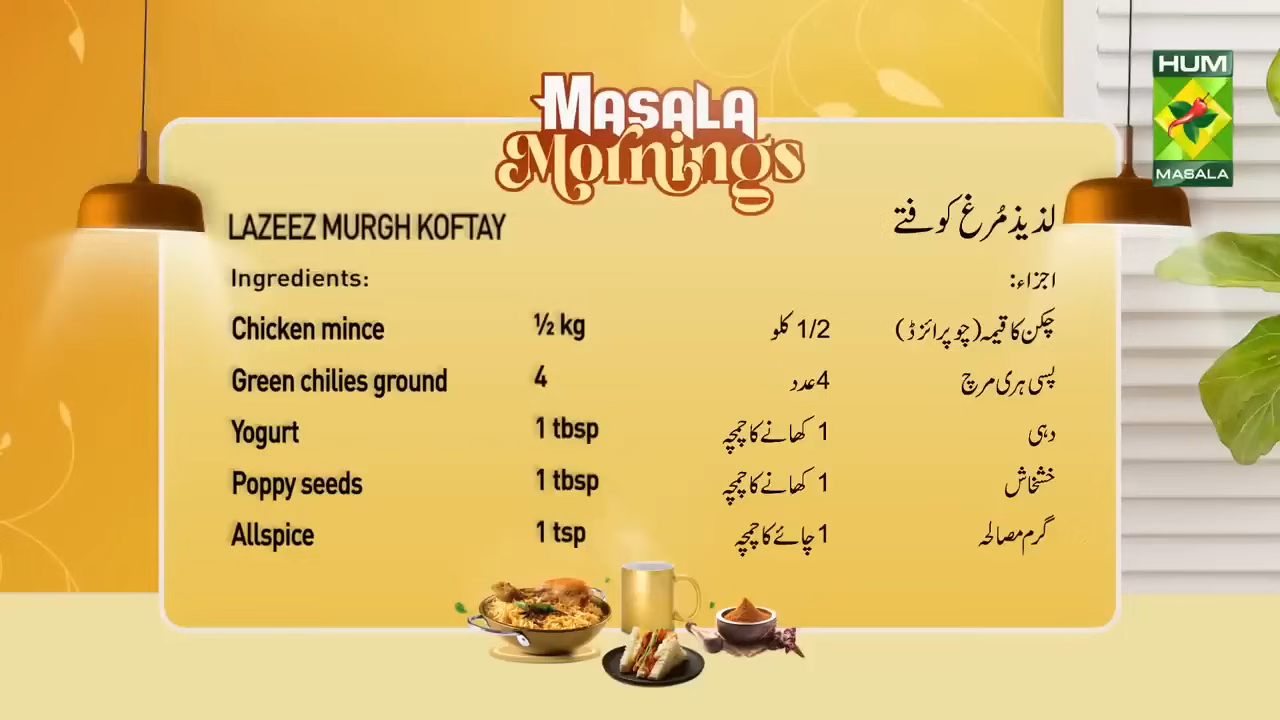 HUM
MASALA
MASALA
Mornings
LAZEEZ MURGH KOFTAY لذیذ مُرغ کوفتے
Ingredients: اجزاء:
Chicken mince ½ kg 1/2 کلو چکن کا قیمہ (چوپرائزڈ)
Green chilies ground 4 4 عدد پسی ہری مرچ
Yogurt 1 tbsp 1 کھانے کا چمچہ دہی
Poppy seeds 1 tbsp 1 کھانے کا چمچہ خشخاش
Allspice 1 tsp 1 چائے کا چمچہ گرم مصالحہ